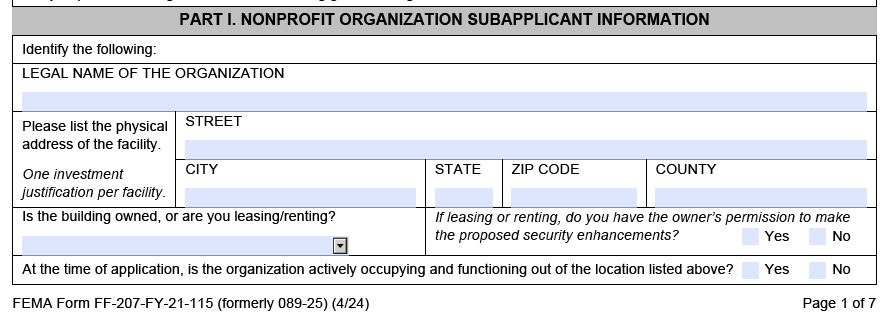 PART I. NONPROFIT ORGANIZATION SUBAPPLICANT INFORMATION
Identify the following:
LEGAL NAME OF THE ORGANIZATION
Please list the physical
address of the facility.
One investment
justification per facility.
STREET
CITY
STATE
ZIP CODE
COUNTY
Is the building owned, or are you leasing/renting?
If leasing or renting, do you have the owner's permission to make
the proposed security enhancements?
Yes
No
At the time of application, is the organization actively occupying and functioning out of the location listed above?
Yes
No
FEMA Form FF-207-FY-21-115 (formerly 089-25) (4/24)
Page 1 of 7